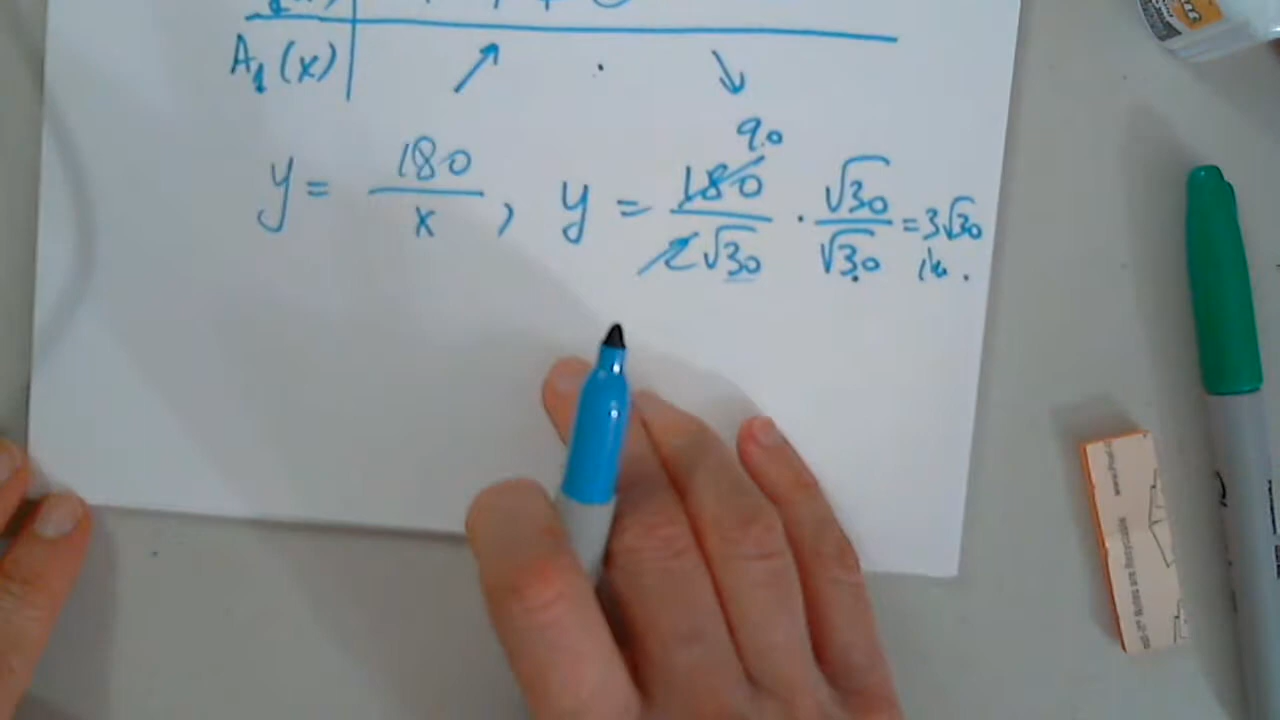 A₁(x)
90
y = 180/x , y = 180/2√30 · √30/√30 = 3√30